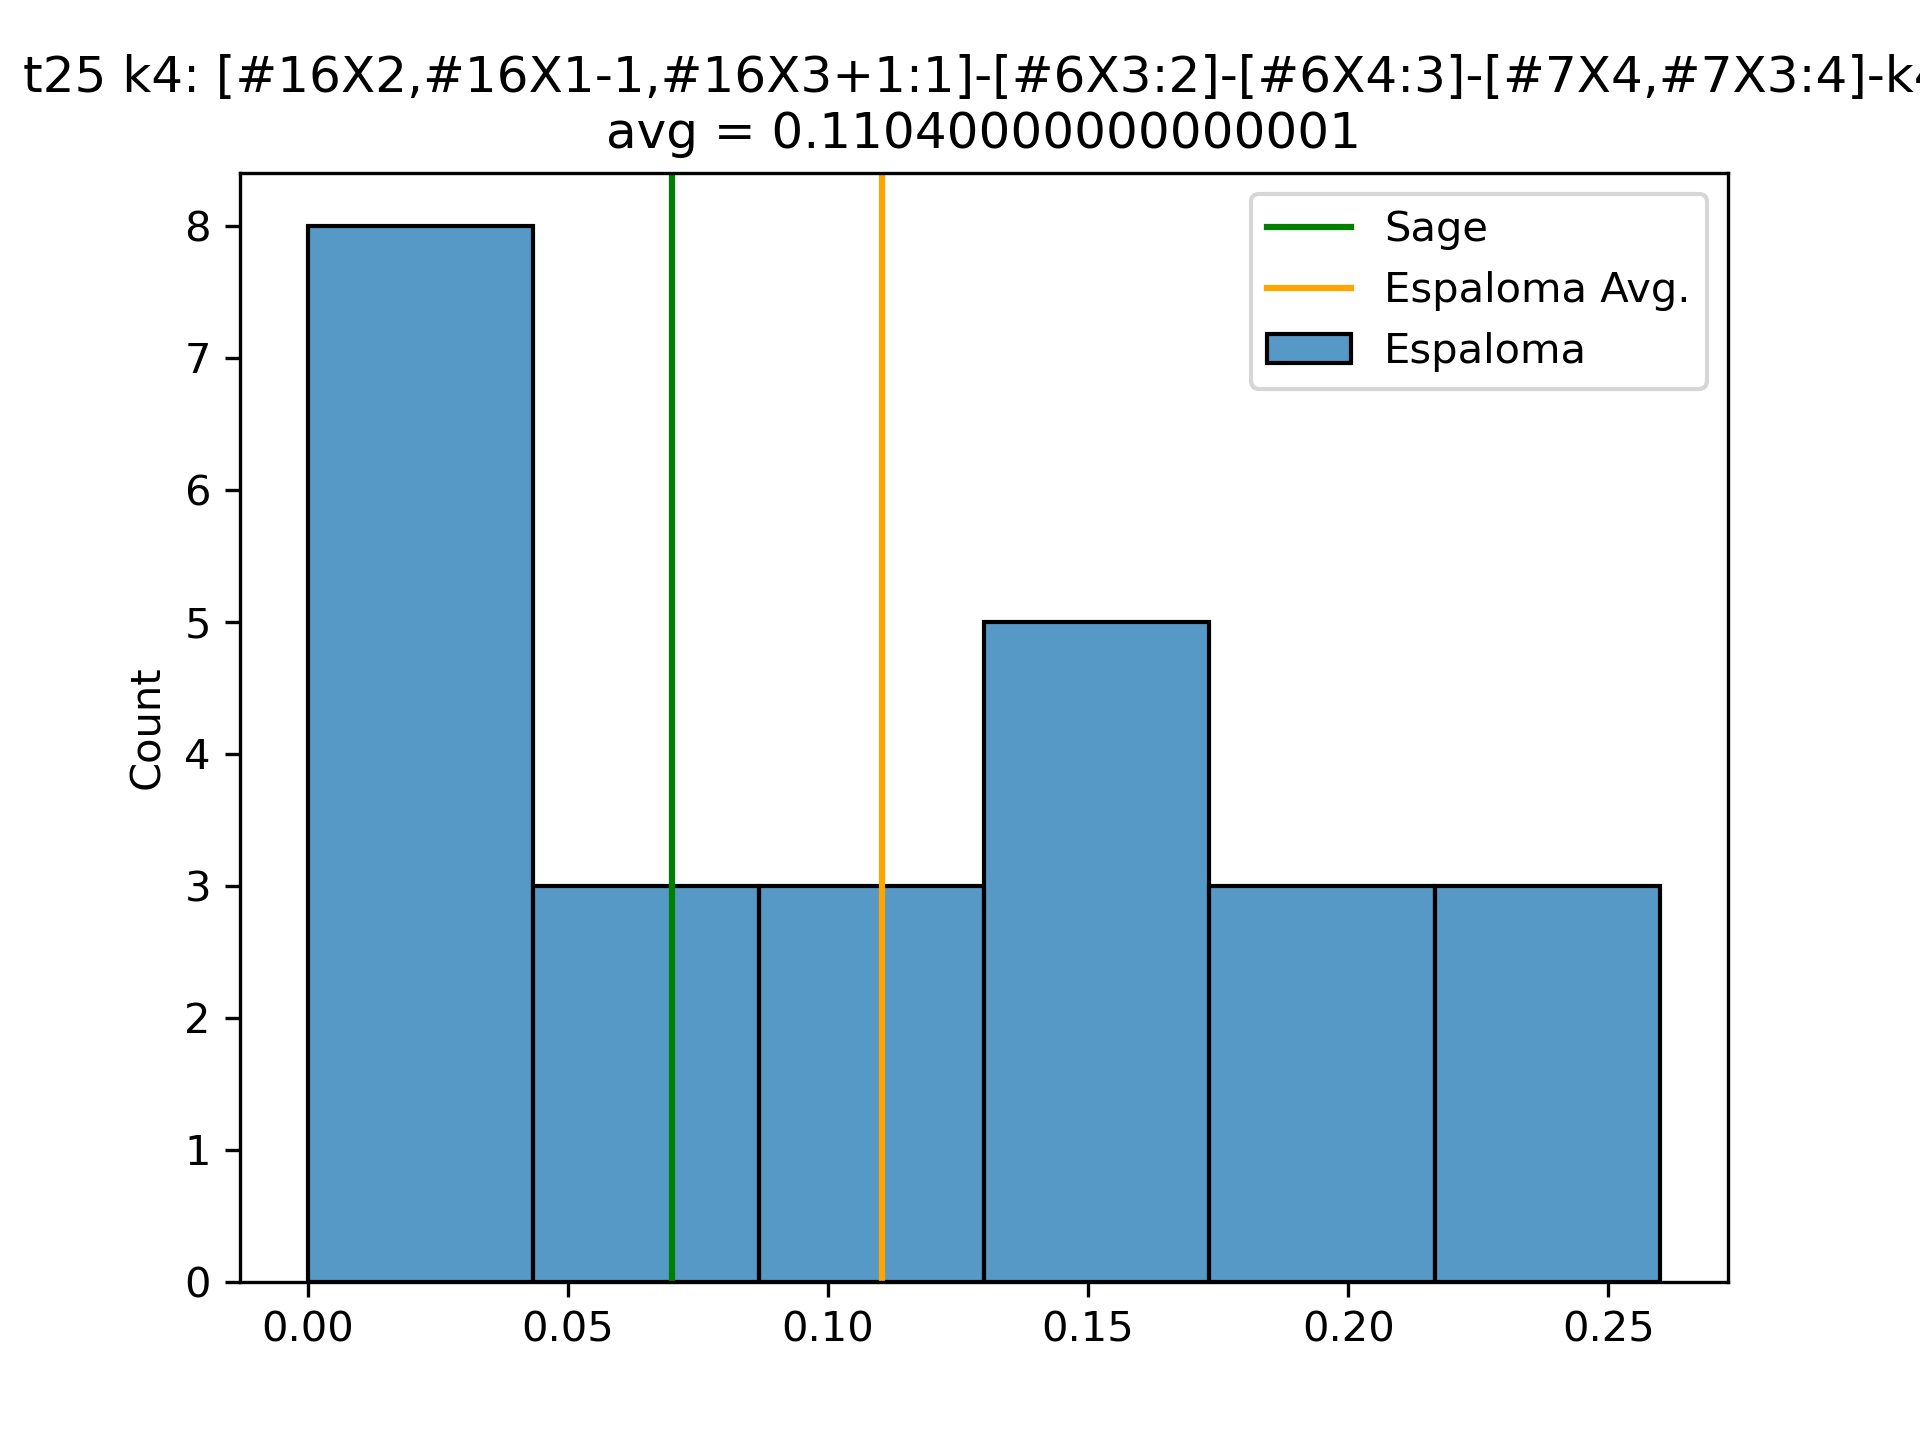 t25 k4: [#16X2,#16X1-1,#16X3+1:1]-[#6X3:2]-[#6X4:3]-[#7X4,#7X3:4]-k4
avg = 0.11040000000000001
Sage
Espaloma Avg.
Espaloma
8
7
6
5
4
3
2
1
0
Count
0.00 0.05 0.10 0.15 0.20 0.25